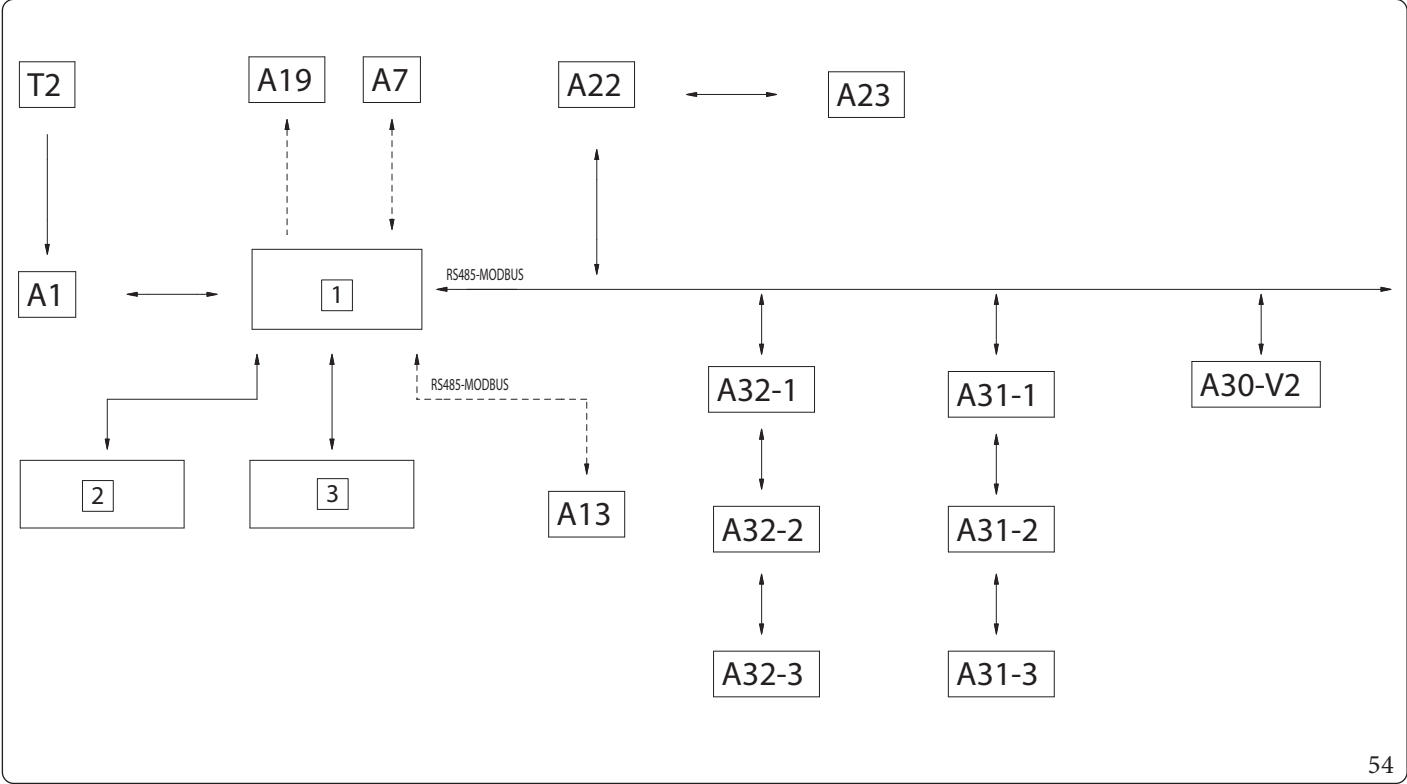 T2
A19
A7
A22
A23
A1
1
RS485-MODBUS
A32-1
A31-1
A30-V2
RS485-MODBUS
2
3
A13
A32-2
A31-2
A32-3
A31-3
54